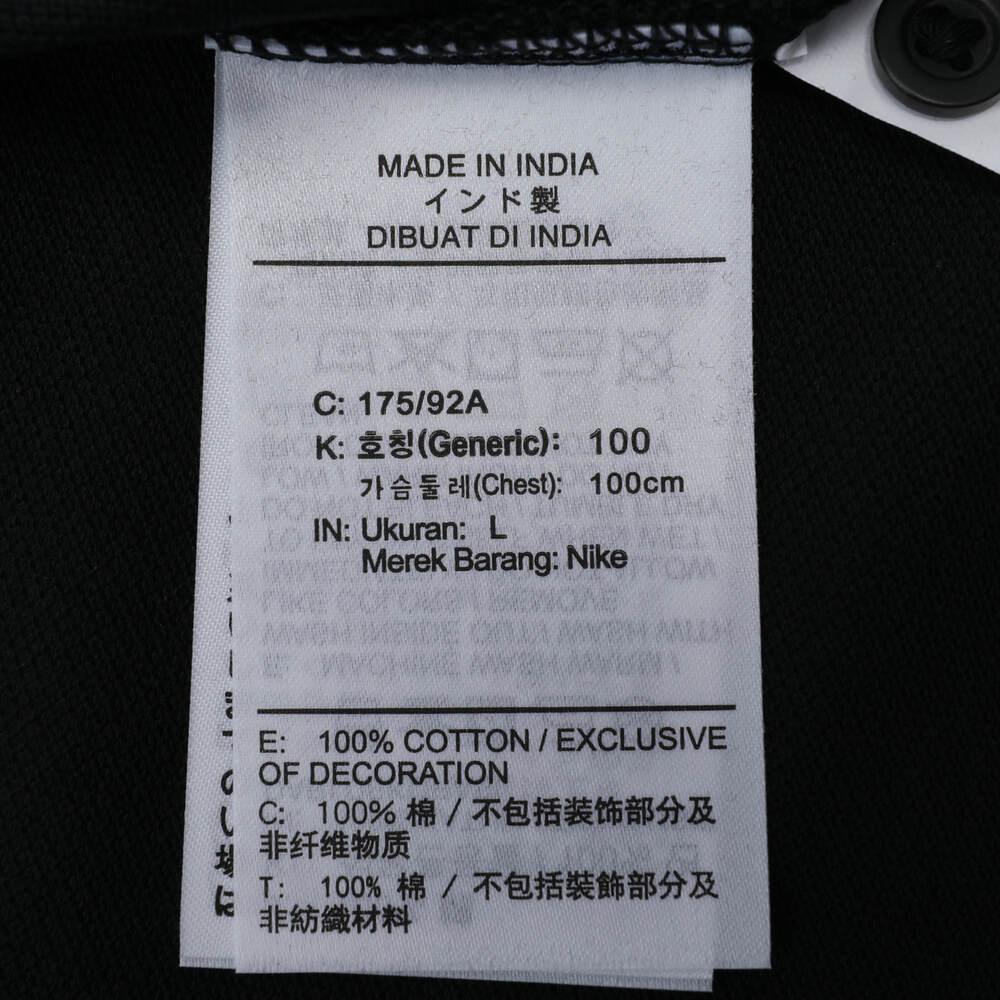 MADE IN INDIA
インド製
DIBUAT DI INDIA
C: 175/92A
K: 호칭(Generic): 100
가슴둘레(Chest): 100cm
IN: Ukuran: L
Merek Barang: Nike
E: 100% COTTON / EXCLUSIVE
OF DECORATION
C: 100% 棉 / 不包括装饰部分及
非纤维物质
T: 100% 棉 / 不包括裝飾部分及
非紡織材料